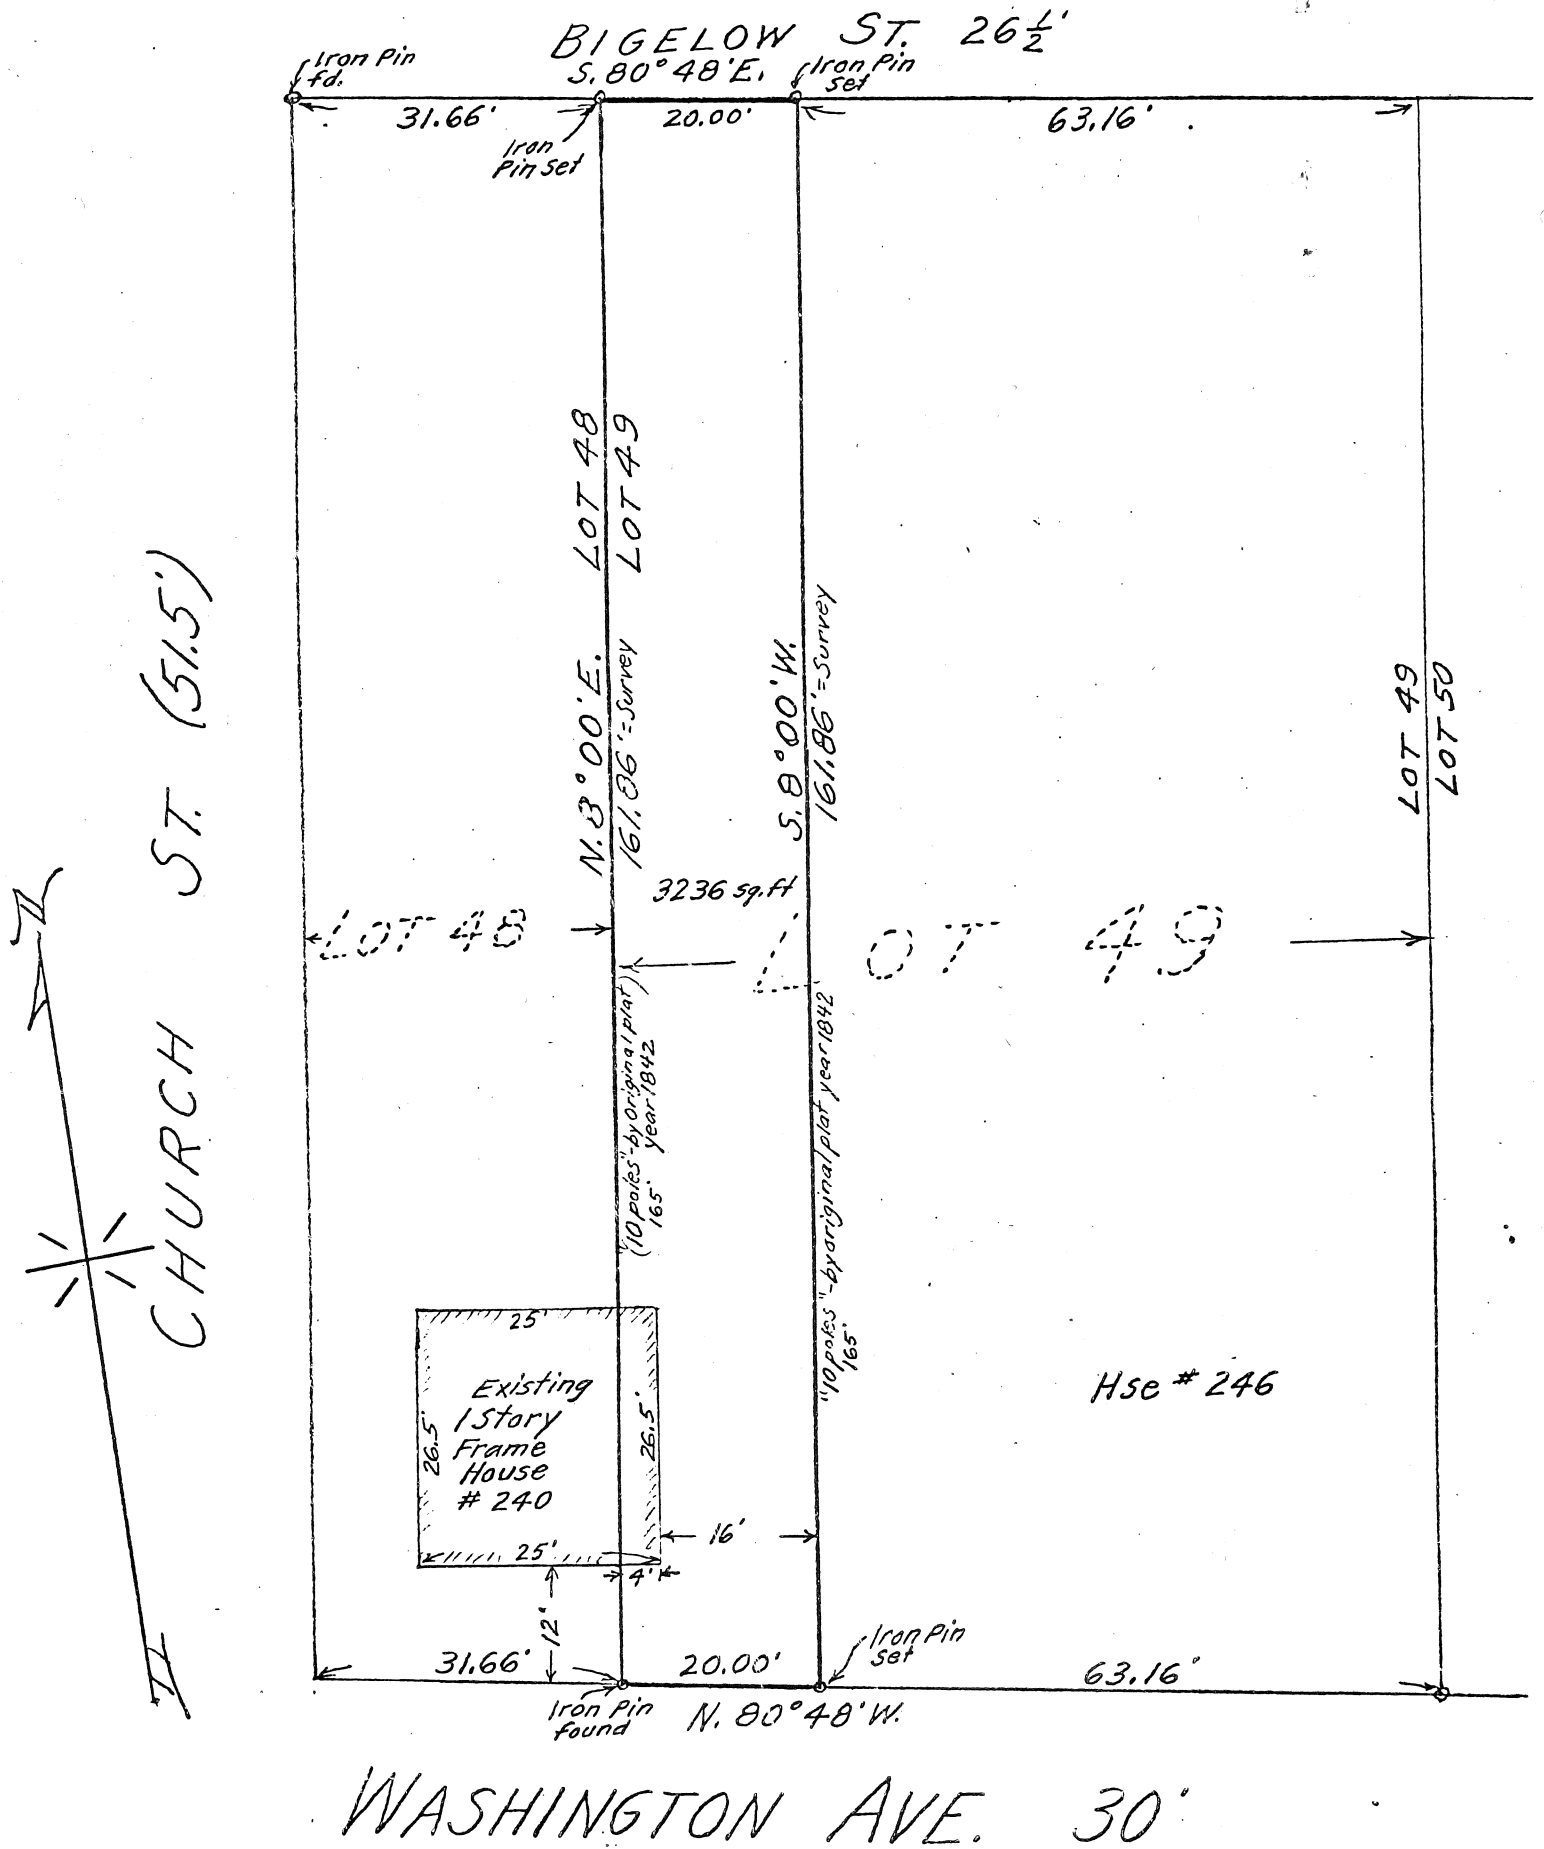 BIGELOW ST. 26½'
S. 80° 48' E.
Iron Pin
fd.
Iron Pin
set
31.66'
20.00'
63.16'
Iron
Pin set
LOT 48
LOT 49
N. 8° 00' E.
161.86' = Survey
S. 8° 00' W.
161.86' = Survey
LOT 49
LOT 50
CHURCH ST. (51.5')
3236 sq.ft
LOT 48
LOT 49
("10 poles" - by original plat)
165' year 1842
"10 poles" - by original plat year 1842
165'
25'
Existing
1 Story
Frame
House
# 240
26.5'
26.5'
25'
16'
4'
12'
Hse # 246
31.66'
20.00'
63.16'
Iron Pin
set
Iron Pin
found
N. 80° 48' W.
WASHINGTON AVE. 30'